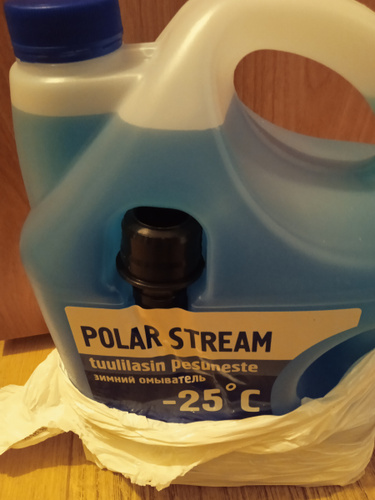 POLAR STREAM
tuulilasin pesuneste
зимний омыватель
-25°C